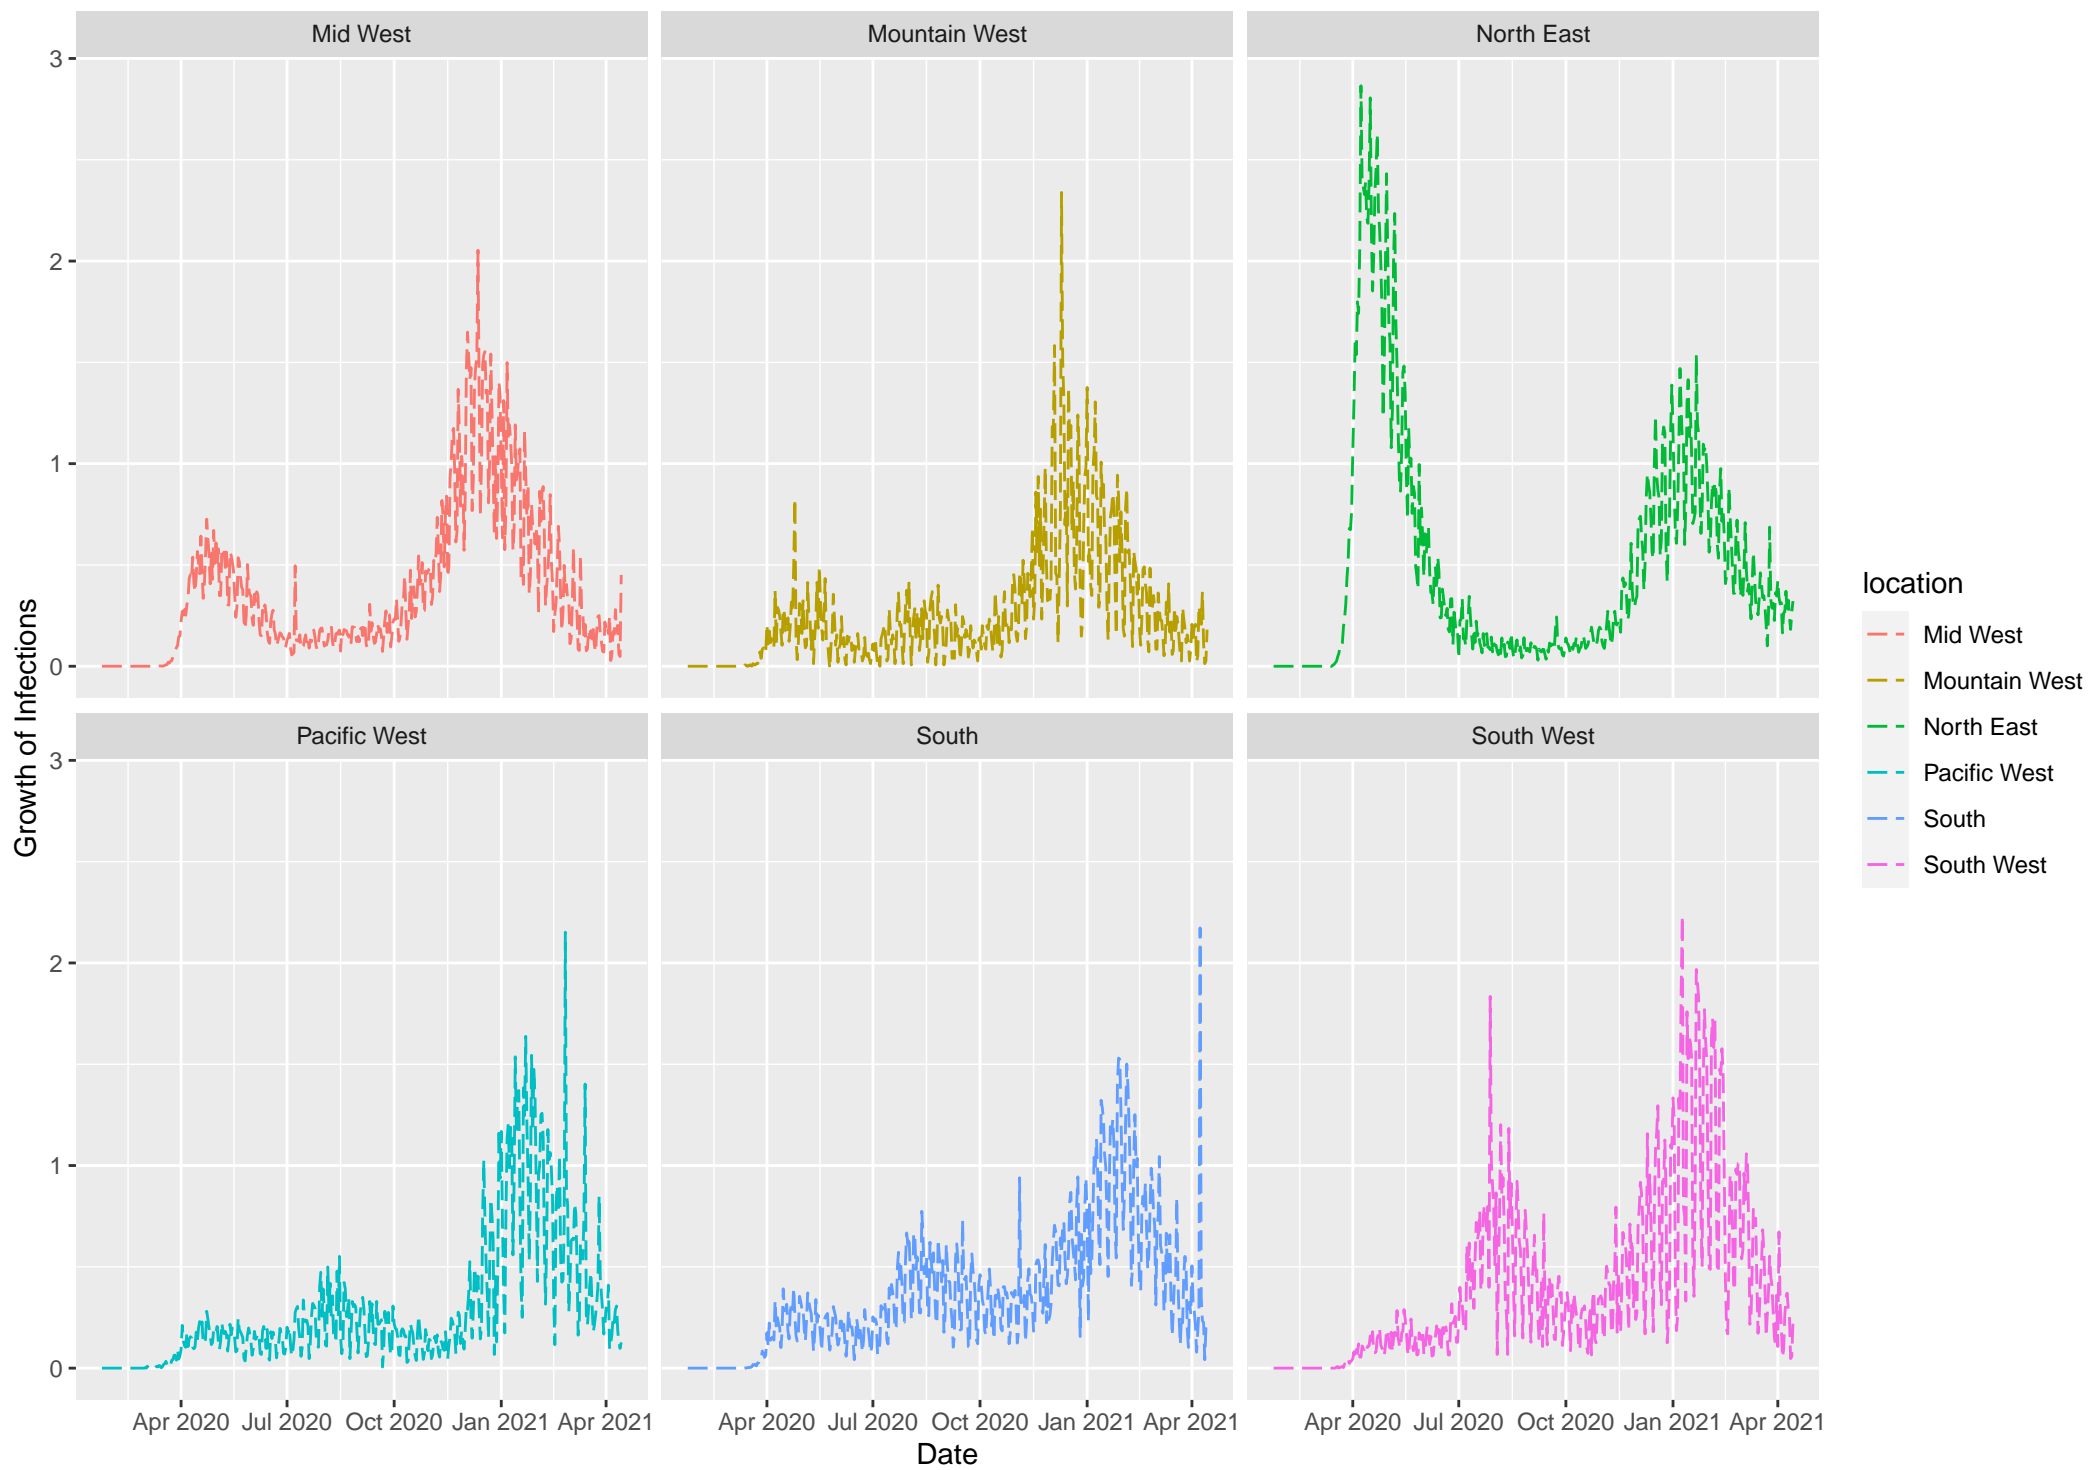 Mid West
Mountain West
North East
3
2
1
0
Pacific West
South
South West
3
2
1
0
Growth of Infections
Apr 2020 Jul 2020 Oct 2020 Jan 2021 Apr 2021
Apr 2020 Jul 2020 Oct 2020 Jan 2021 Apr 2021
Apr 2020 Jul 2020 Oct 2020 Jan 2021 Apr 2021
Date
location
Mid West
Mountain West
North East
Pacific West
South
South West